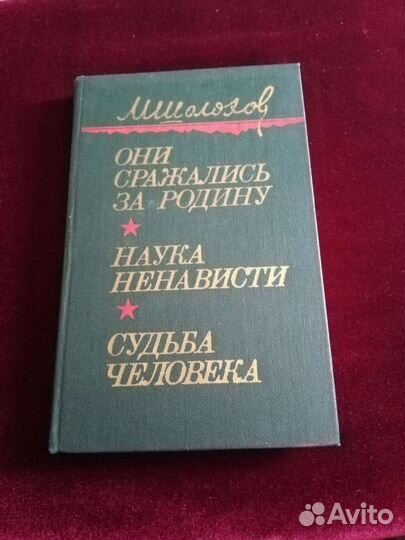 М Шолохов
ОНИ
СРАЖАЛИСЬ
ЗА РОДИНУ
НАУКА
НЕНАВИСТИ
СУДЬБА
ЧЕЛОВЕКА
Avito